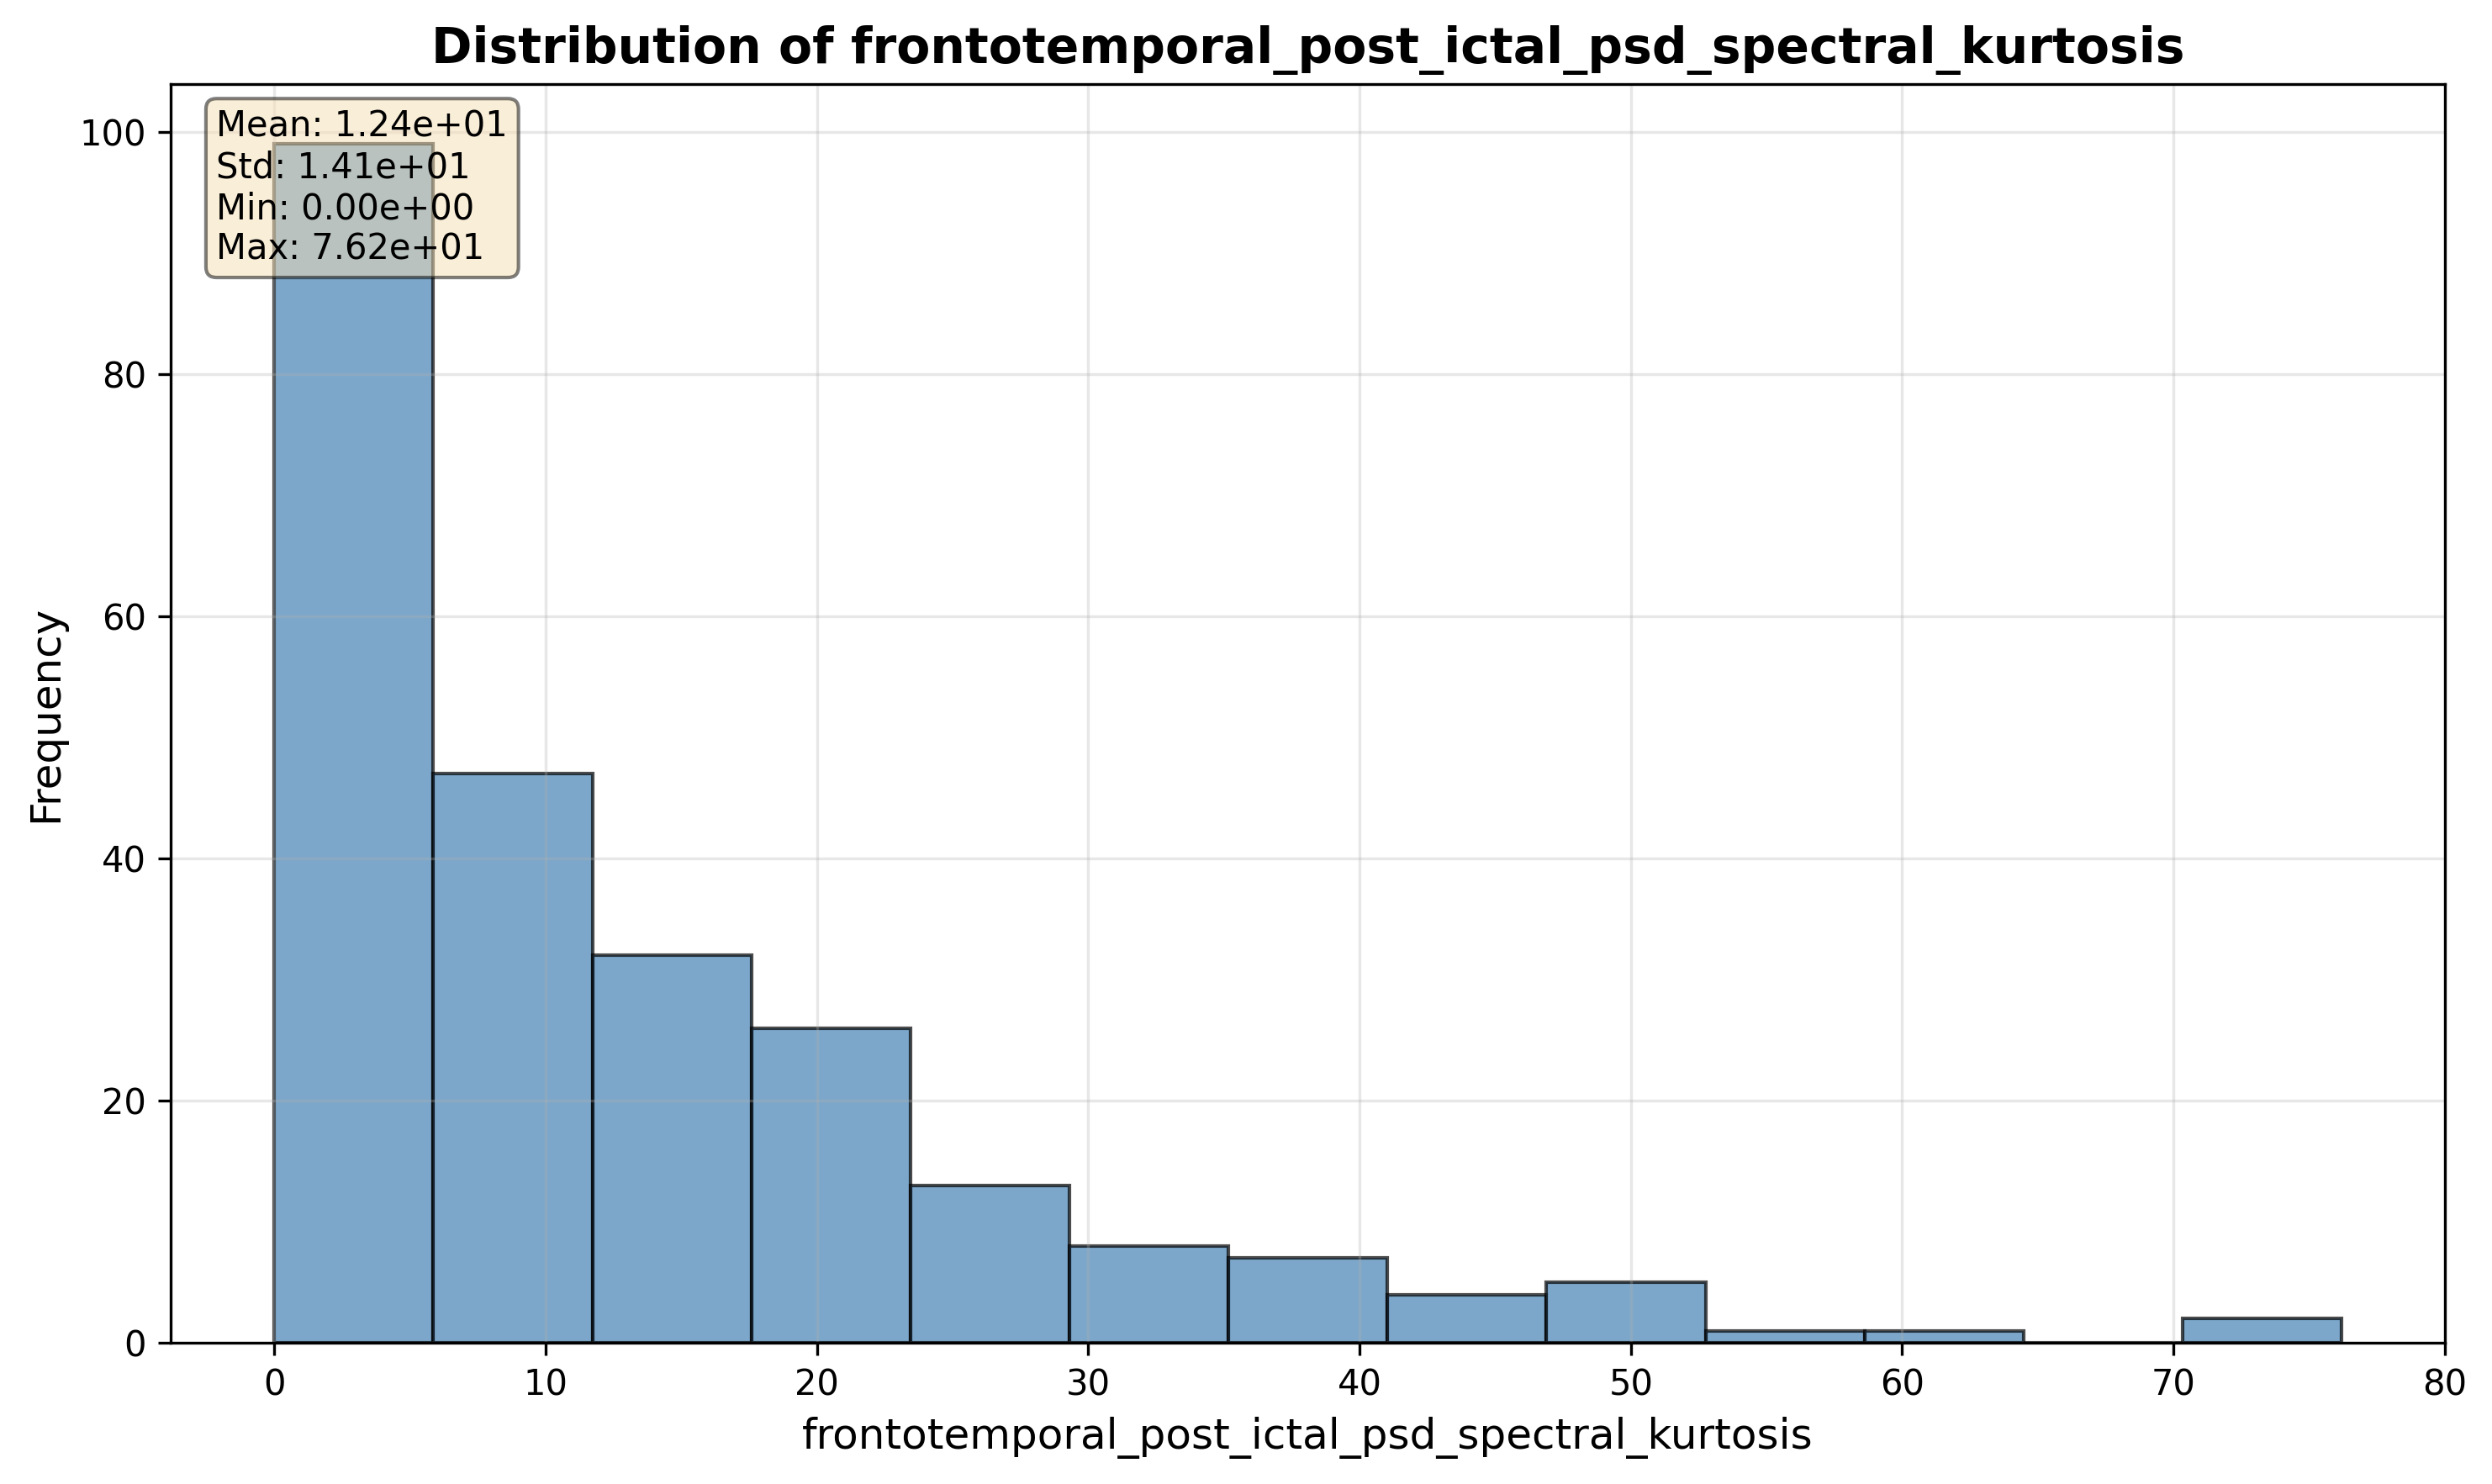 Distribution of frontotemporal_post_ictal_psd_spectral_kurtosis
Mean: 1.24e+01
Std: 1.41e+01
Min: 0.00e+00
Max: 7.62e+01
Frequency
100
80
60
40
20
0
0 10 20 30 40 50 60 70 80
frontotemporal_post_ictal_psd_spectral_kurtosis